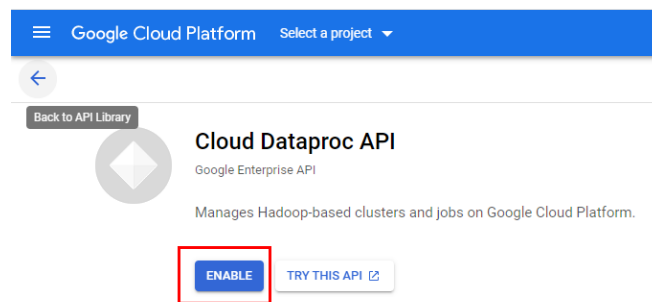 Google Cloud Platform Select a project
Back to API Library
Cloud Dataproc API
Google Enterprise API
Manages Hadoop-based clusters and jobs on Google Cloud Platform.
ENABLE TRY THIS API